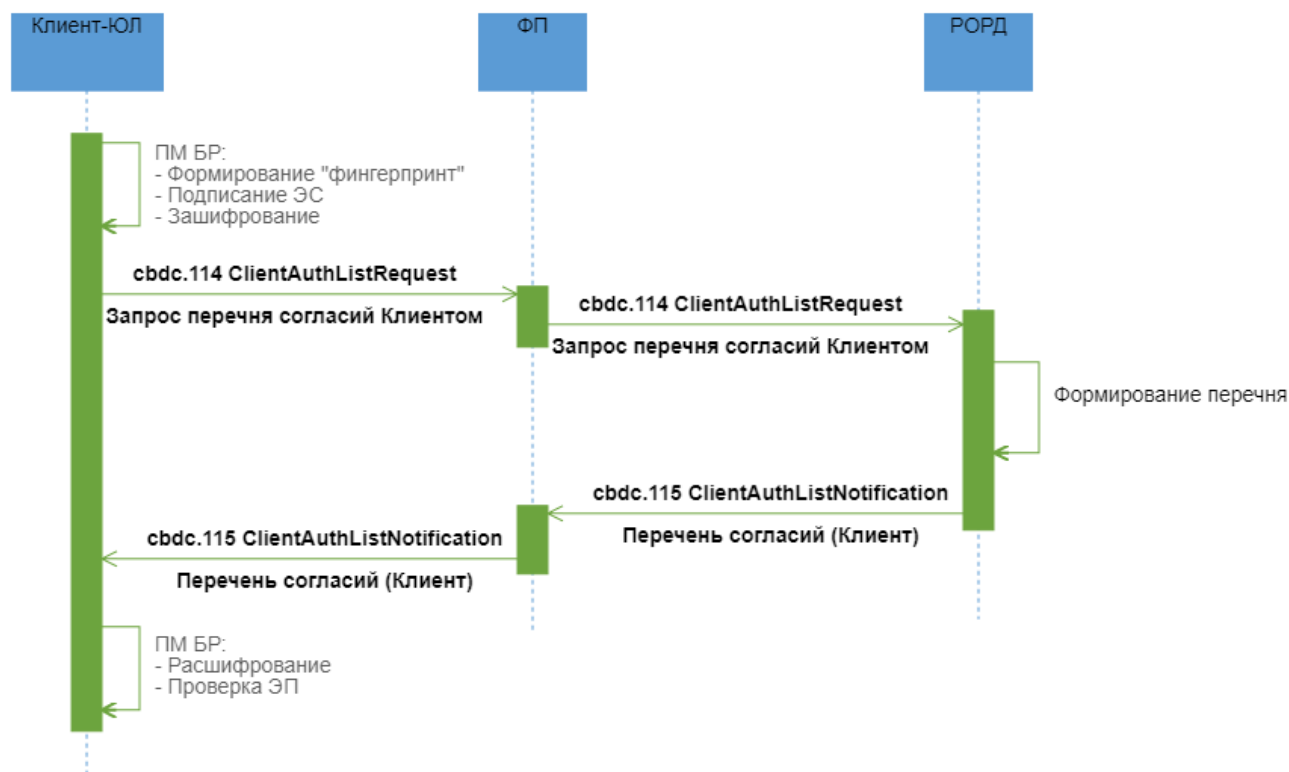 Клиент-ЮЛ
ФП
РОРД
ПМ БР:
- Формирование "фингерпринт"
- Подписание ЭС
- Зашифрование
cbdc.114 ClientAuthListRequest
Запрос перечня согласий Клиентом
cbdc.114 ClientAuthListRequest
Запрос перечня согласий Клиентом
Формирование перечня
cbdc.115 ClientAuthListNotification
Перечень согласий (Клиент)
cbdc.115 ClientAuthListNotification
Перечень согласий (Клиент)
ПМ БР:
- Расшифрование
- Проверка ЭП